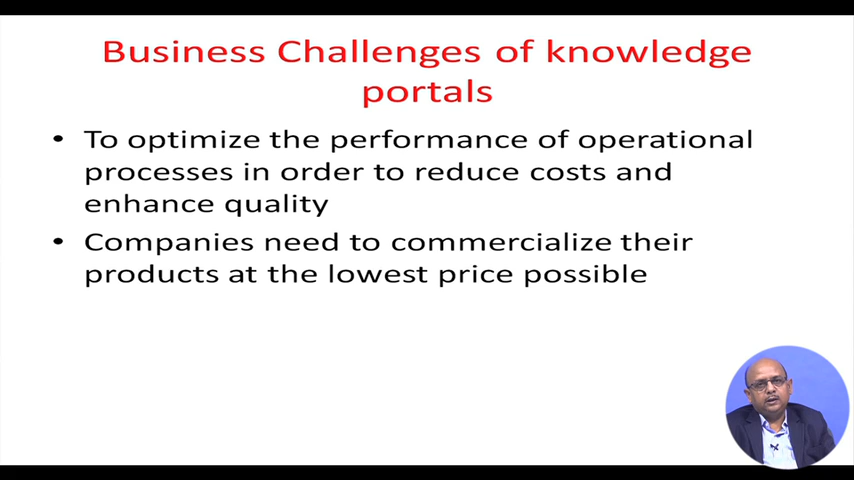 Business Challenges of knowledge
portals
• To optimize the performance of operational
processes in order to reduce costs and
enhance quality
• Companies need to commercialize their
products at the lowest price possible